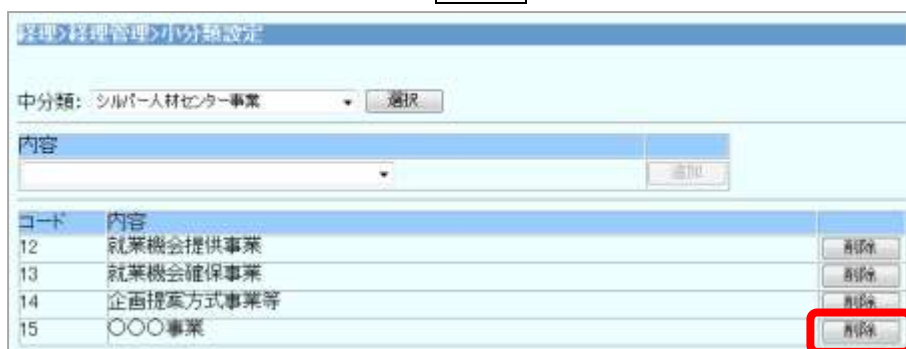 経理>経理管理>小分類設定
中分類: シルバー人材センター事業 選択
内容
追加
コード 内容
12 就業機会提供事業 削除
13 就業機会確保事業 削除
14 企画提案方式事業等 削除
15 〇〇〇事業 削除